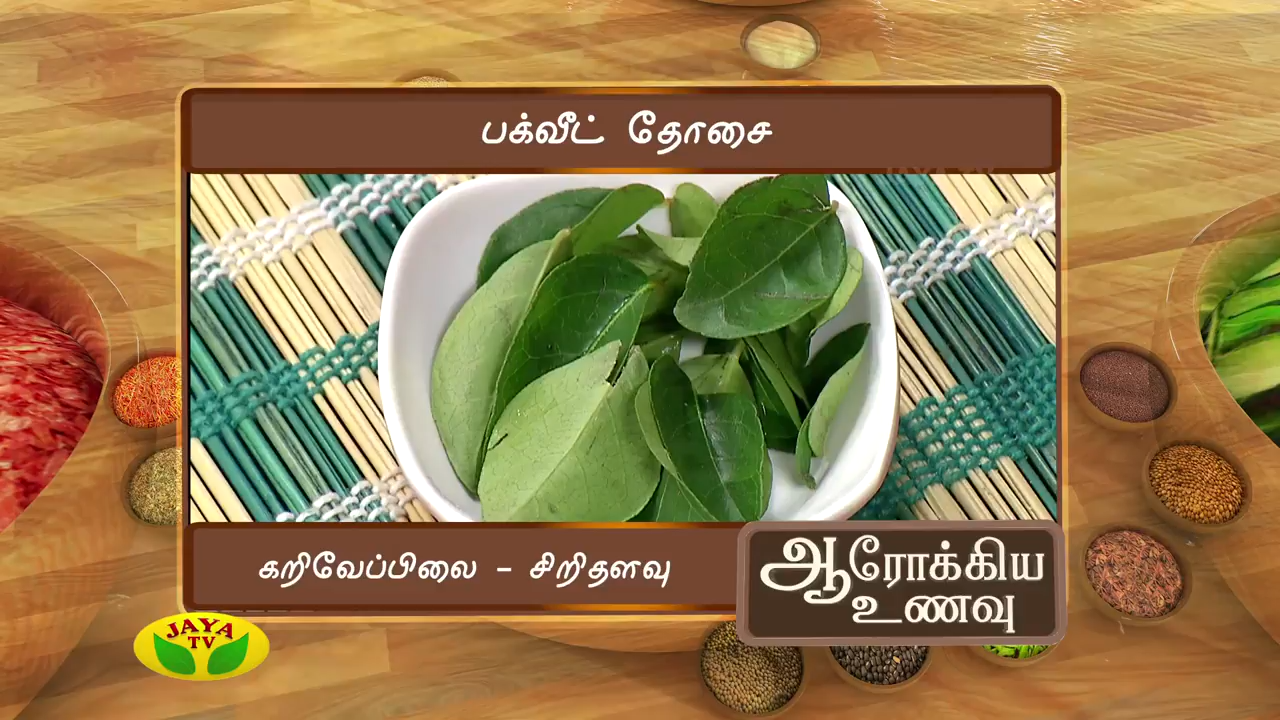 பக்வீட் தோசை
கறிவேப்பிலை – சிறிதளவு
ஆரோக்கிய
உணவு
JAYA
TV